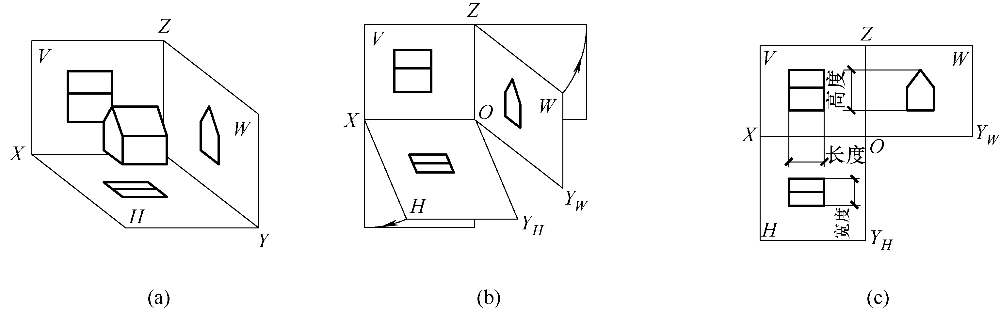 Z
V
X
W
H
Y
(a)
Z
V
X
O
W
H
Y_W
Y_H
(b)
Z
V
W
高度
X
O
Y_W
长度
宽度
H
Y_H
(c)